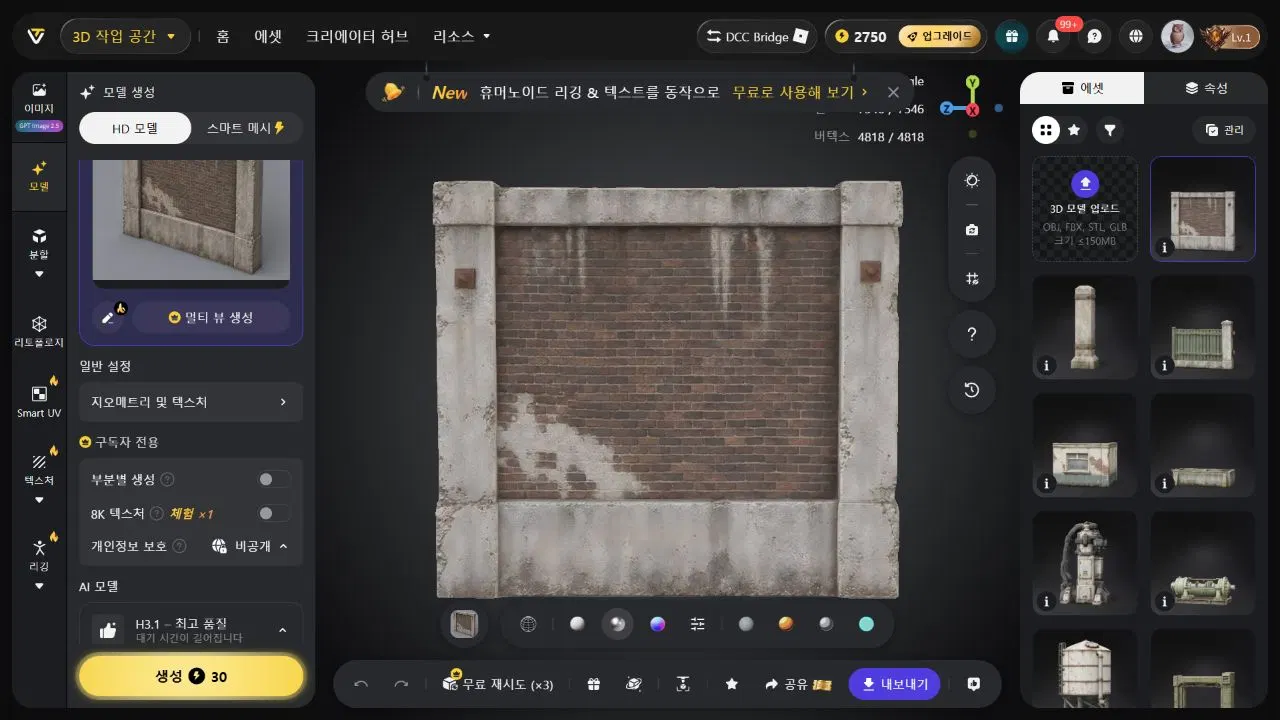 3D 작업 공간
홈
에셋
크리에이터 허브
리소스
DCC Bridge
2750
업그레이드
99+
Lv.1
이미지
GPT Image 2.5
모델
분할
리토폴로지
Smart UV
텍스처
리깅
모델 생성
HD 모델
스마트 메시
멀티 뷰 생성
일반 설정
지오메트리 및 텍스처
구독자 전용
부분별 생성
8K 텍스처 체험 ×1
개인정보 보호
비공개
AI 모델
H3.1 – 최고 품질
대기 시간이 길어집니다
생성 30
New 휴머노이드 리깅 & 텍스트를 동작으로 무료로 사용해 보기
버텍스 4818 / 4818
Y
Z
X
무료 재시도 (×3)
공유
내보내기
에셋
속성
관리
3D 모델 업로드
OBJ, FBX, STL, GLB
크기 ≤150MB